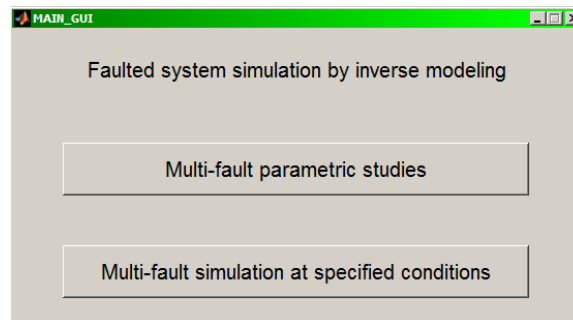 MAIN_GUI
Faulted system simulation by inverse modeling
Multi-fault parametric studies
Multi-fault simulation at specified conditions